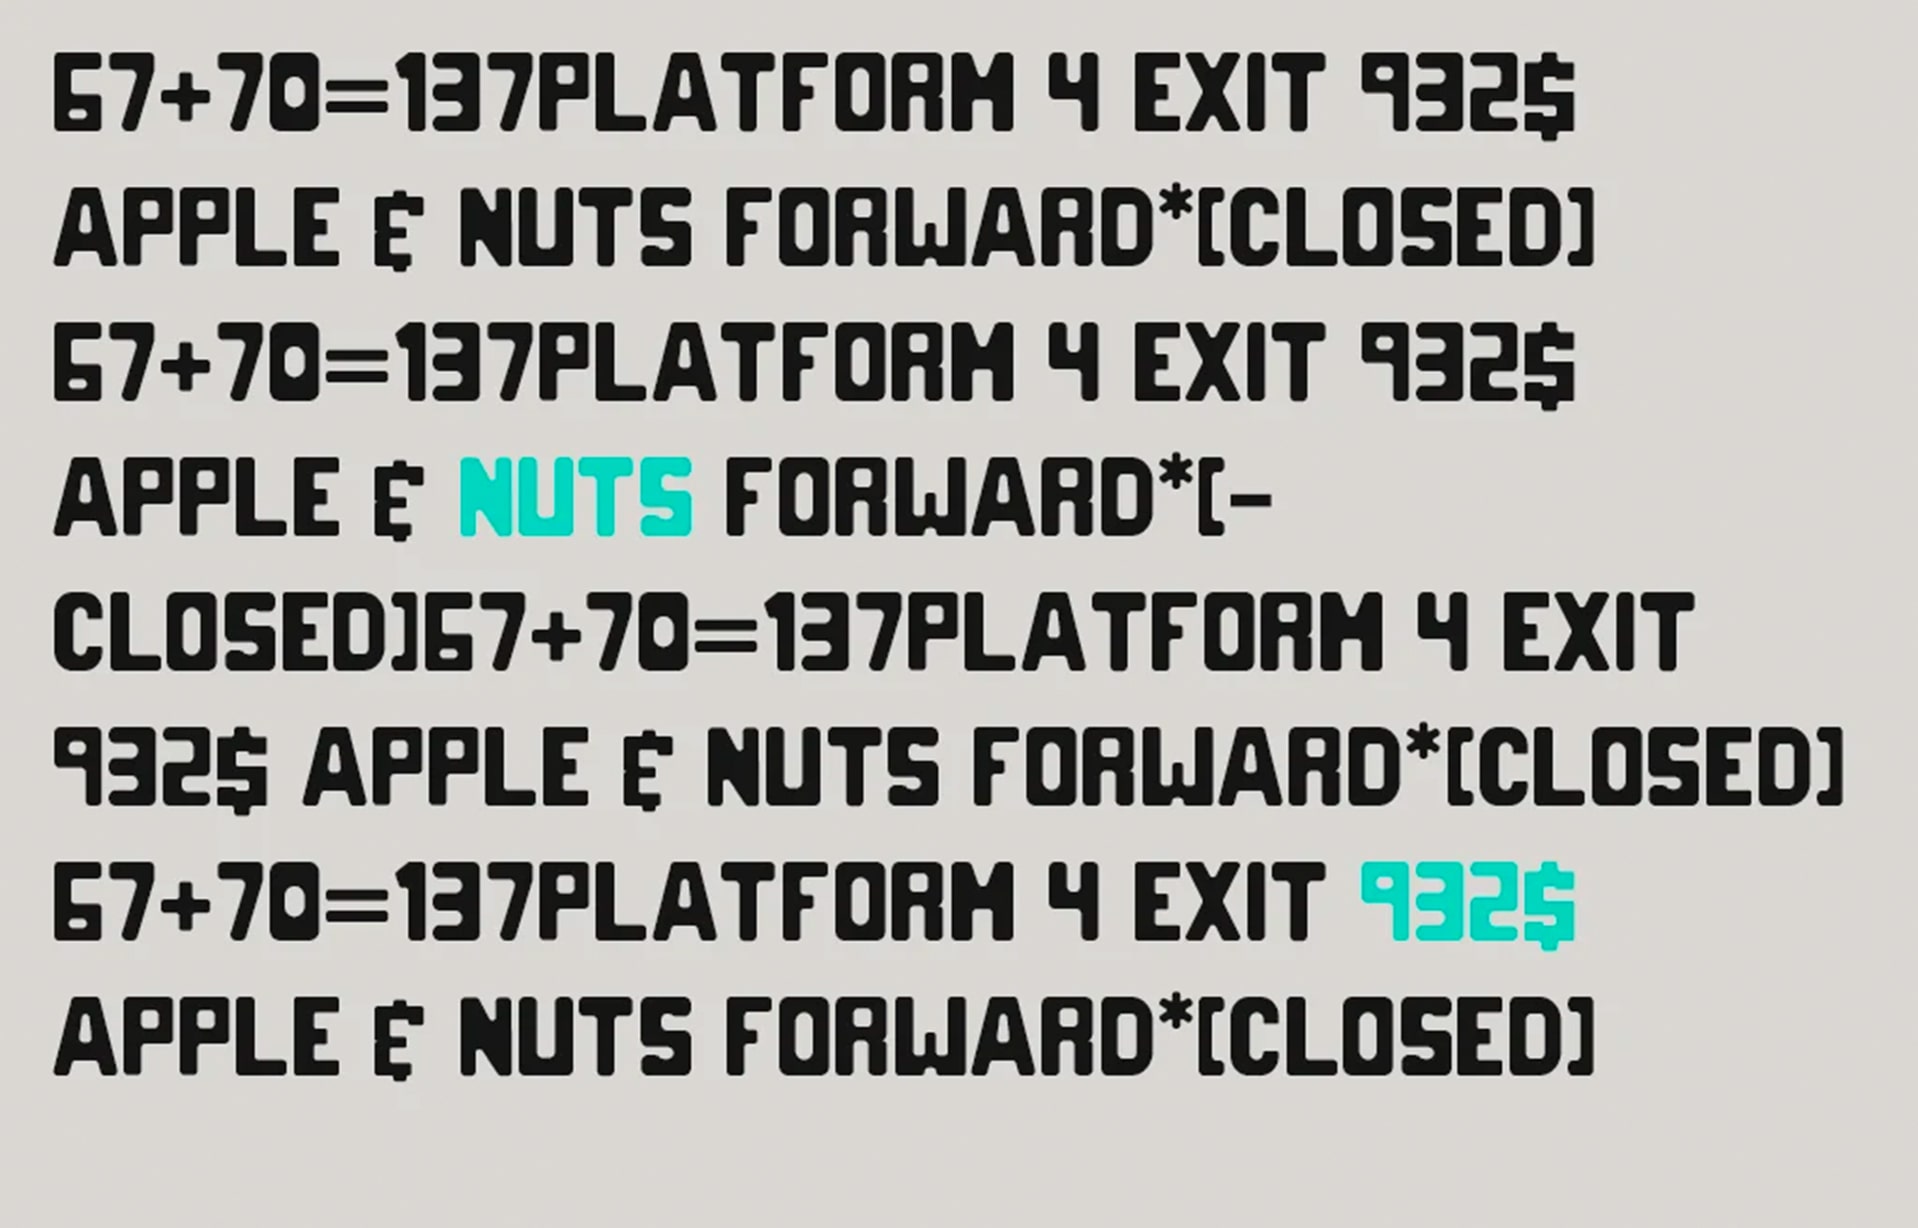 67+70=137PLATFORM 4 EXIT 932$
APPLE & NUTS FORWARD*[CLOSED]
67+70=137PLATFORM 4 EXIT 932$
APPLE & NUTS FORWARD*[-
CLOSED]67+70=137PLATFORM 4 EXIT
932$ APPLE & NUTS FORWARD*[CLOSED]
67+70=137PLATFORM 4 EXIT 932$
APPLE & NUTS FORWARD*[CLOSED]